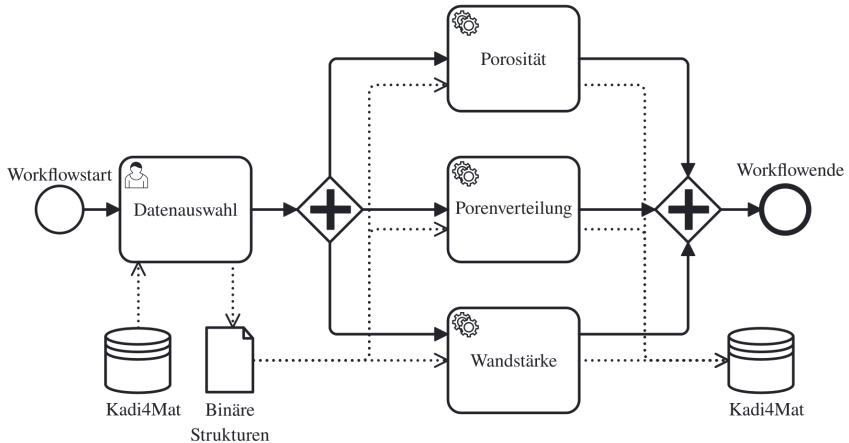 Porosität
Workflowstart
Workflowende
Datenauswahl
Porenverteilung
Wandstärke
Kadi4Mat
Binäre
Strukturen
Kadi4Mat